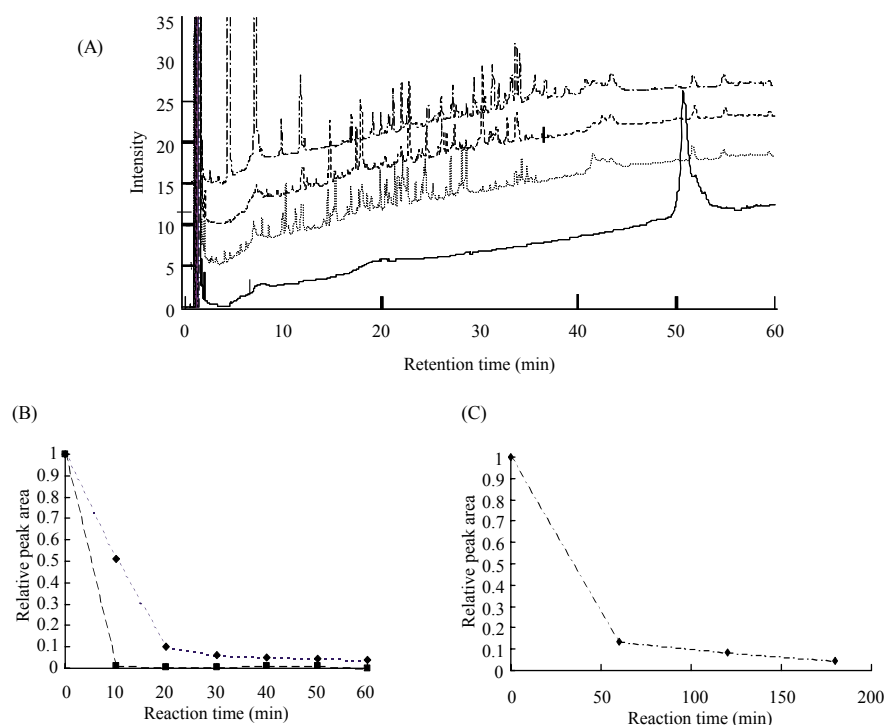 (A)
35
30
25
20
15
10
5
0
Intensity
0 10 20 30 40 50 60
Retention time (min)
(B)
1
0.9
0.8
0.7
0.6
0.5
0.4
0.3
0.2
0.1
0
Relative peak area
0 10 20 30 40 50 60
Reaction time (min)
(C)
1
0.9
0.8
0.7
0.6
0.5
0.4
0.3
0.2
0.1
0
Relative peak area
0 50 100 150 200
Reaction time (min)